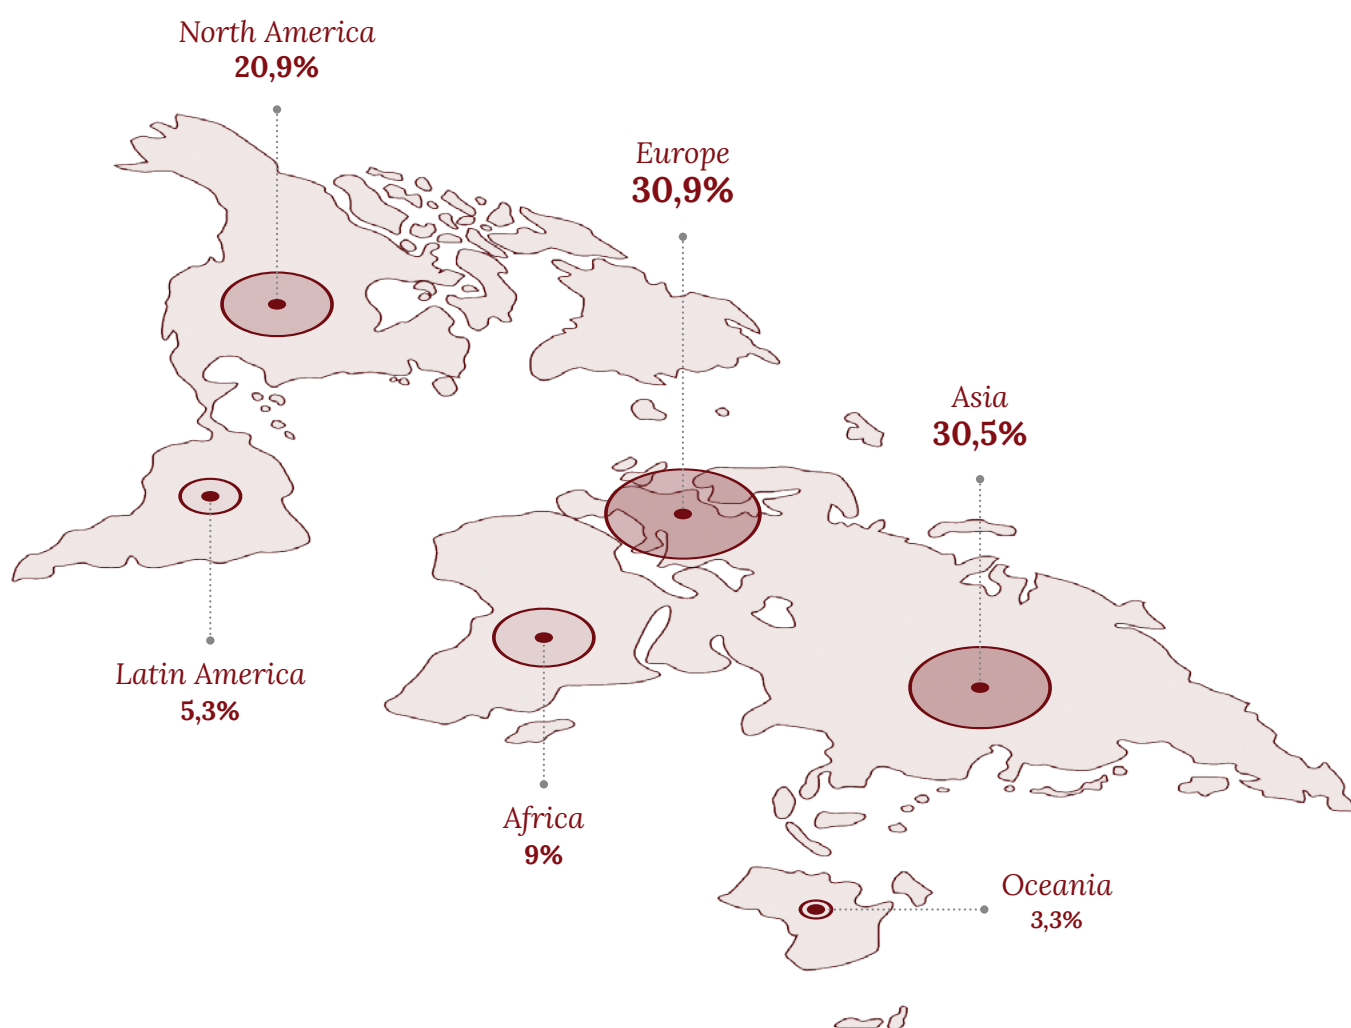 North America
20,9%
Europe
30,9%
Asia
30,5%
Latin America
5,3%
Africa
9%
Oceania
3,3%